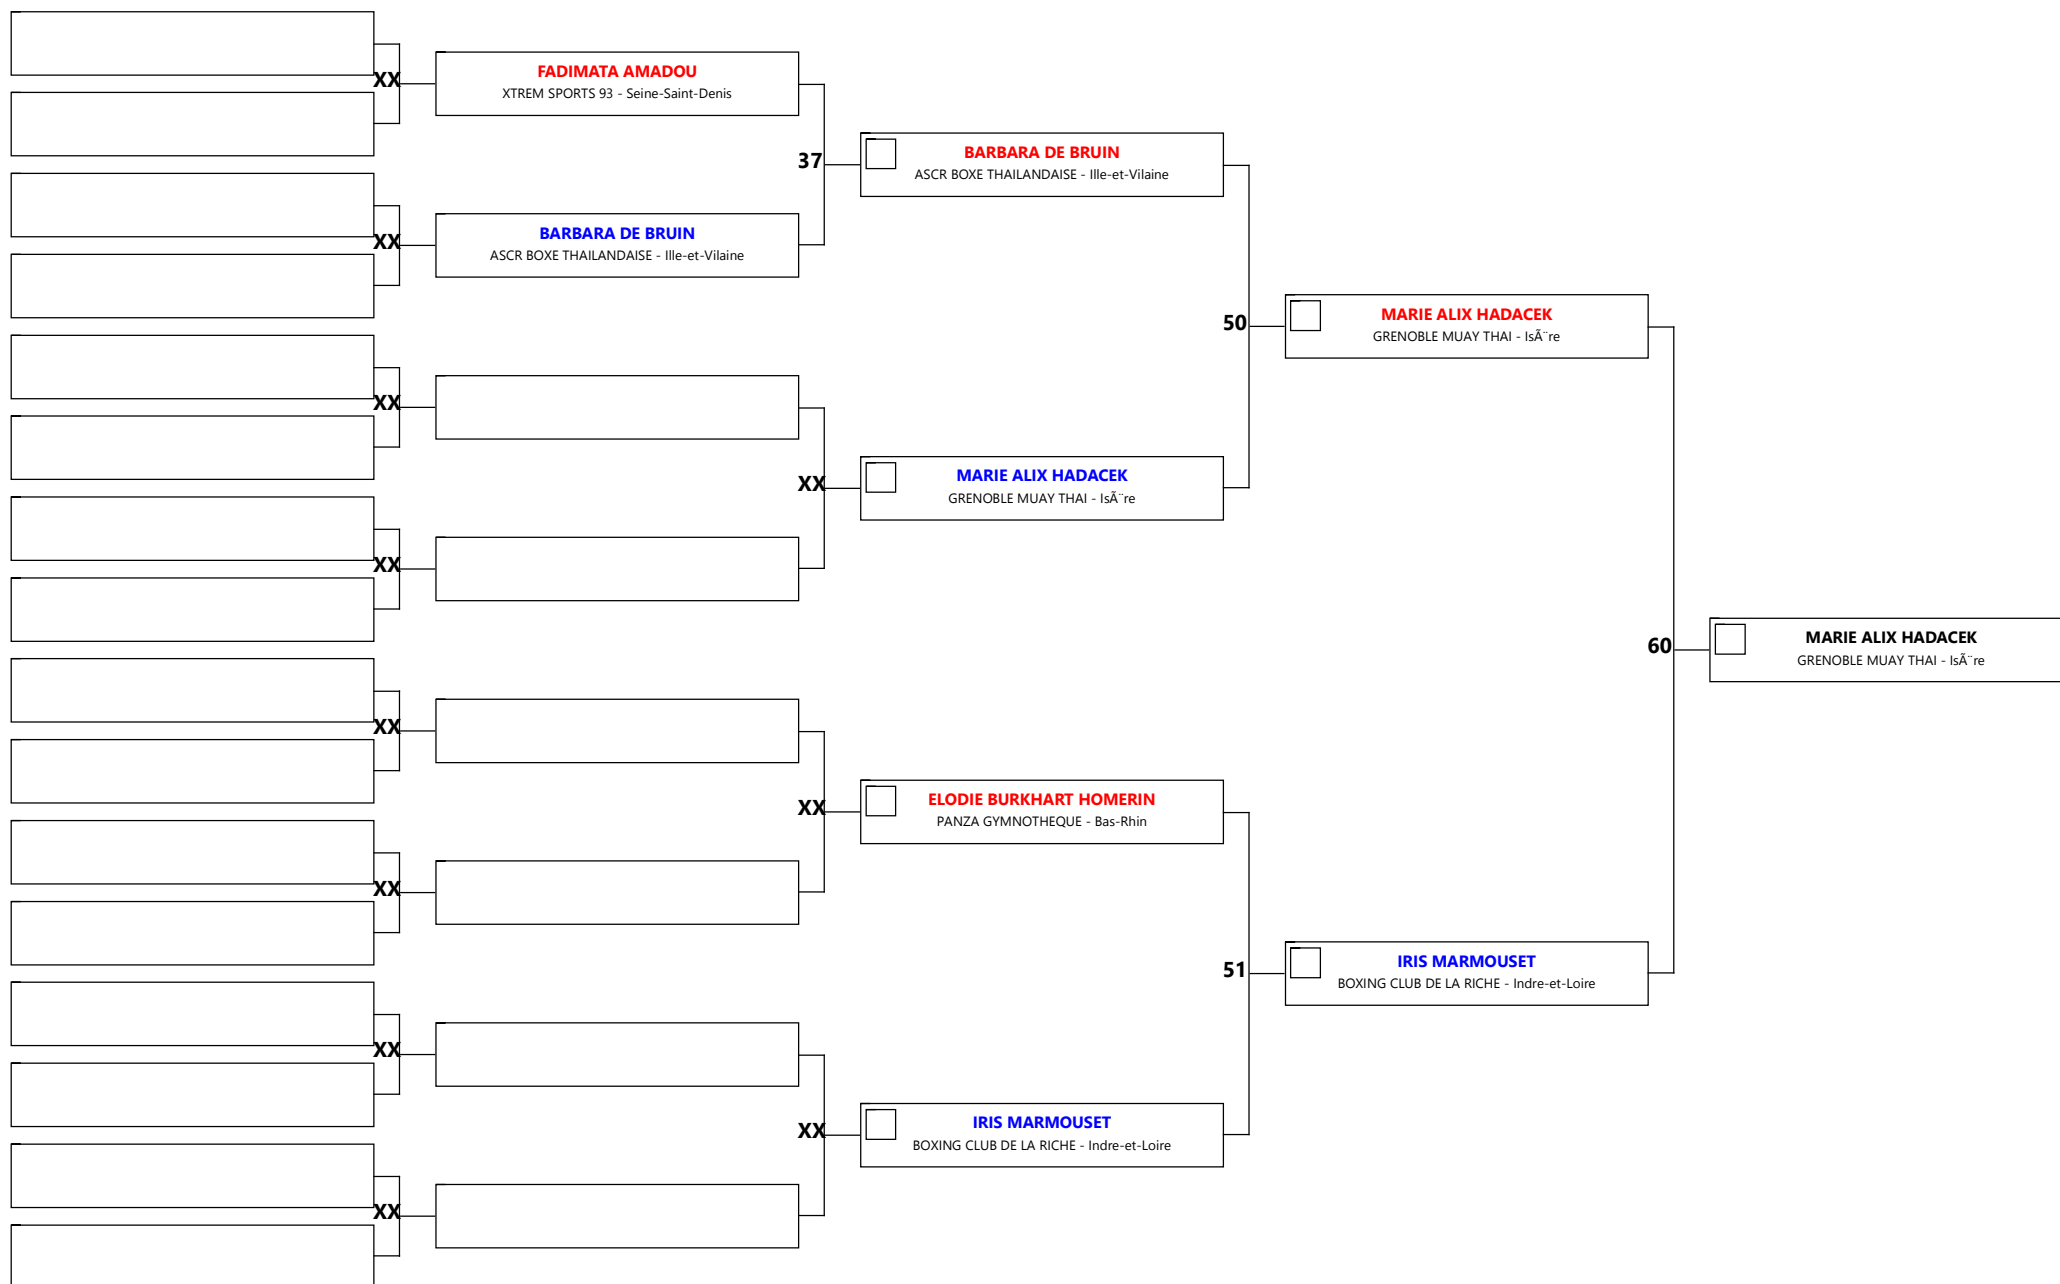 XX
FADIMATA AMADOU
XTREM SPORTS 93 - Seine-Saint-Denis
37
BARBARA DE BRUIN
ASCR BOXE THAILANDAISE - Ille-et-Vilaine
XX
BARBARA DE BRUIN
ASCR BOXE THAILANDAISE - Ille-et-Vilaine
50
MARIE ALIX HADACEK
GRENOBLE MUAY THAI - IsÃ¨re
XX
XX
MARIE ALIX HADACEK
GRENOBLE MUAY THAI - IsÃ¨re
XX
60
MARIE ALIX HADACEK
GRENOBLE MUAY THAI - IsÃ¨re
XX
XX
ELODIE BURKHART HOMERIN
PANZA GYMNOTHEQUE - Bas-Rhin
XX
51
IRIS MARMOUSET
BOXING CLUB DE LA RICHE - Indre-et-Loire
XX
XX
IRIS MARMOUSET
BOXING CLUB DE LA RICHE - Indre-et-Loire
XX